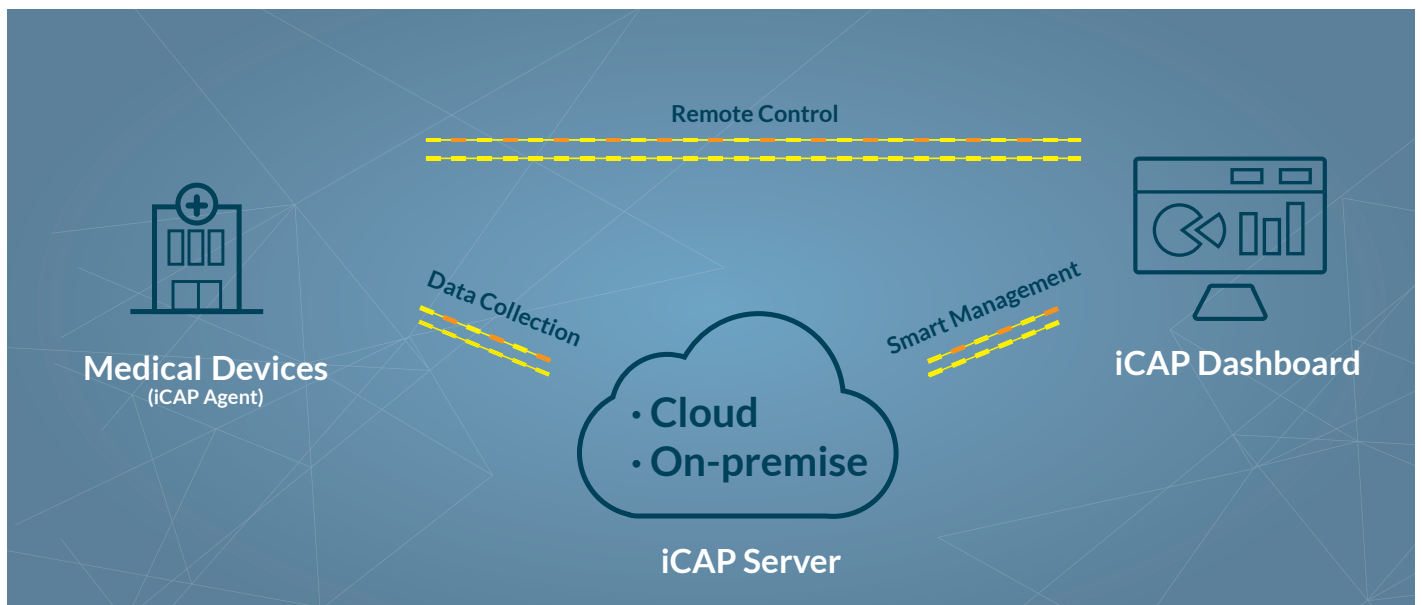 Remote Control
Data Collection
Smart Management
Medical Devices
(iCAP Agent)
iCAP Dashboard
· Cloud
· On-premise
iCAP Server